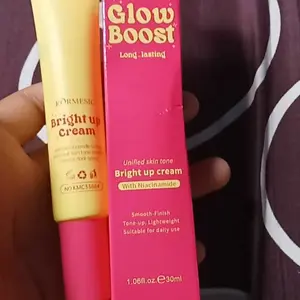 Glow
Boost
Long.lasting
Unified skin tone
Bright up cream
With Niacinamide
Smooth-Finish
Tone-up, Lightweight
Suitable for daily use
1.06fl.oz.℮30ml
Bright up
Cream